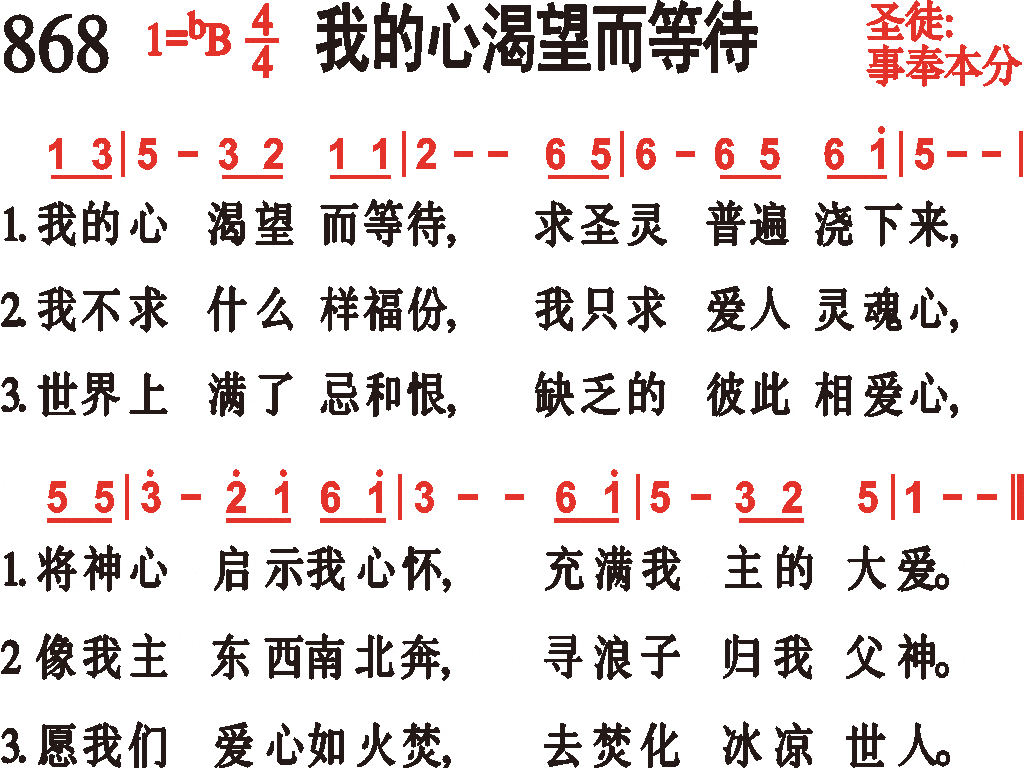 868 1=ᵇB 4/4 我的心渴望而等待 圣徒:
事奉本分
1 3|5 - 3 2 1 1|2 - - 6 5|6 - 6 5 6 i|5 - - |
1. 我的心 渴望 而等待, 求圣灵 普遍 浇下来,
2. 我不求 什么 样福份, 我只求 爱人 灵魂心,
3. 世界上 满了 忌和恨, 缺乏的 彼此 相爱心,
5 5|3̇ - 2̇ i 6 i|3 - - 6 i|5 - 3 2 5|1 - - ‖
1. 将神心 启示我心怀, 充满我 主的 大爱。
2 像我主 东西南北奔, 寻浪子 归我 父神。
3. 愿我们 爱心如火焚, 去焚化 冰凉 世人。